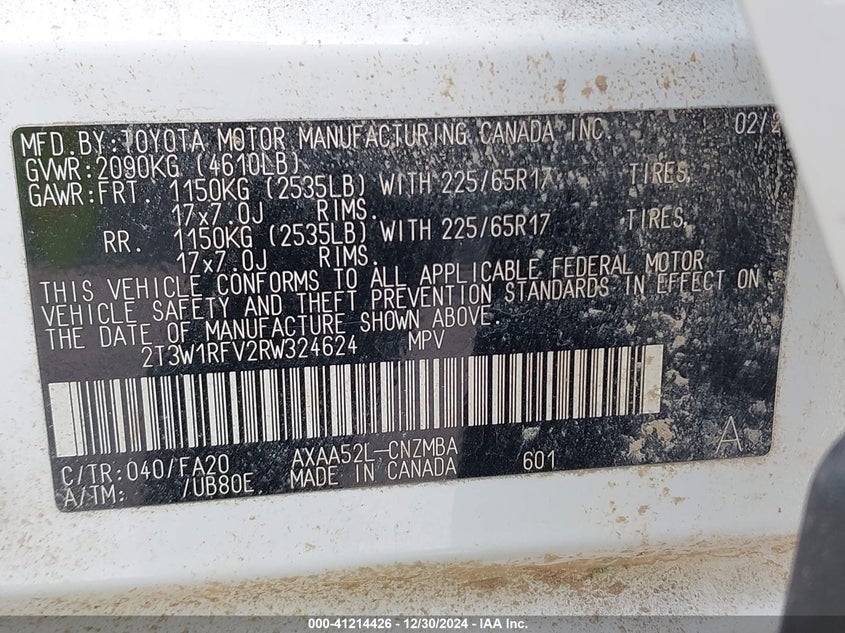 MFD. BY: TOYOTA MOTOR MANUFACTURING CANADA INC. 02/2
GVWR: 2090KG (4610LB)
GAWR: FRT. 1150KG (2535LB) WITH 225/65R17 TIRES,
17x7.0J RIMS.
RR. 1150KG (2535LB) WITH 225/65R17 TIRES,
17x7.0J RIMS.
THIS VEHICLE CONFORMS TO ALL APPLICABLE FEDERAL MOTOR
VEHICLE SAFETY AND THEFT PREVENTION STANDARDS IN EFFECT ON
THE DATE OF MANUFACTURE SHOWN ABOVE.
2T3W1RFV2RW324624 MPV
A
C/TR: 040/FA20 AXAA52L-CNZMBA 601
A/TM: /UB80E MADE IN CANADA
000-41214426 - 12/30/2024 - IAA Inc.